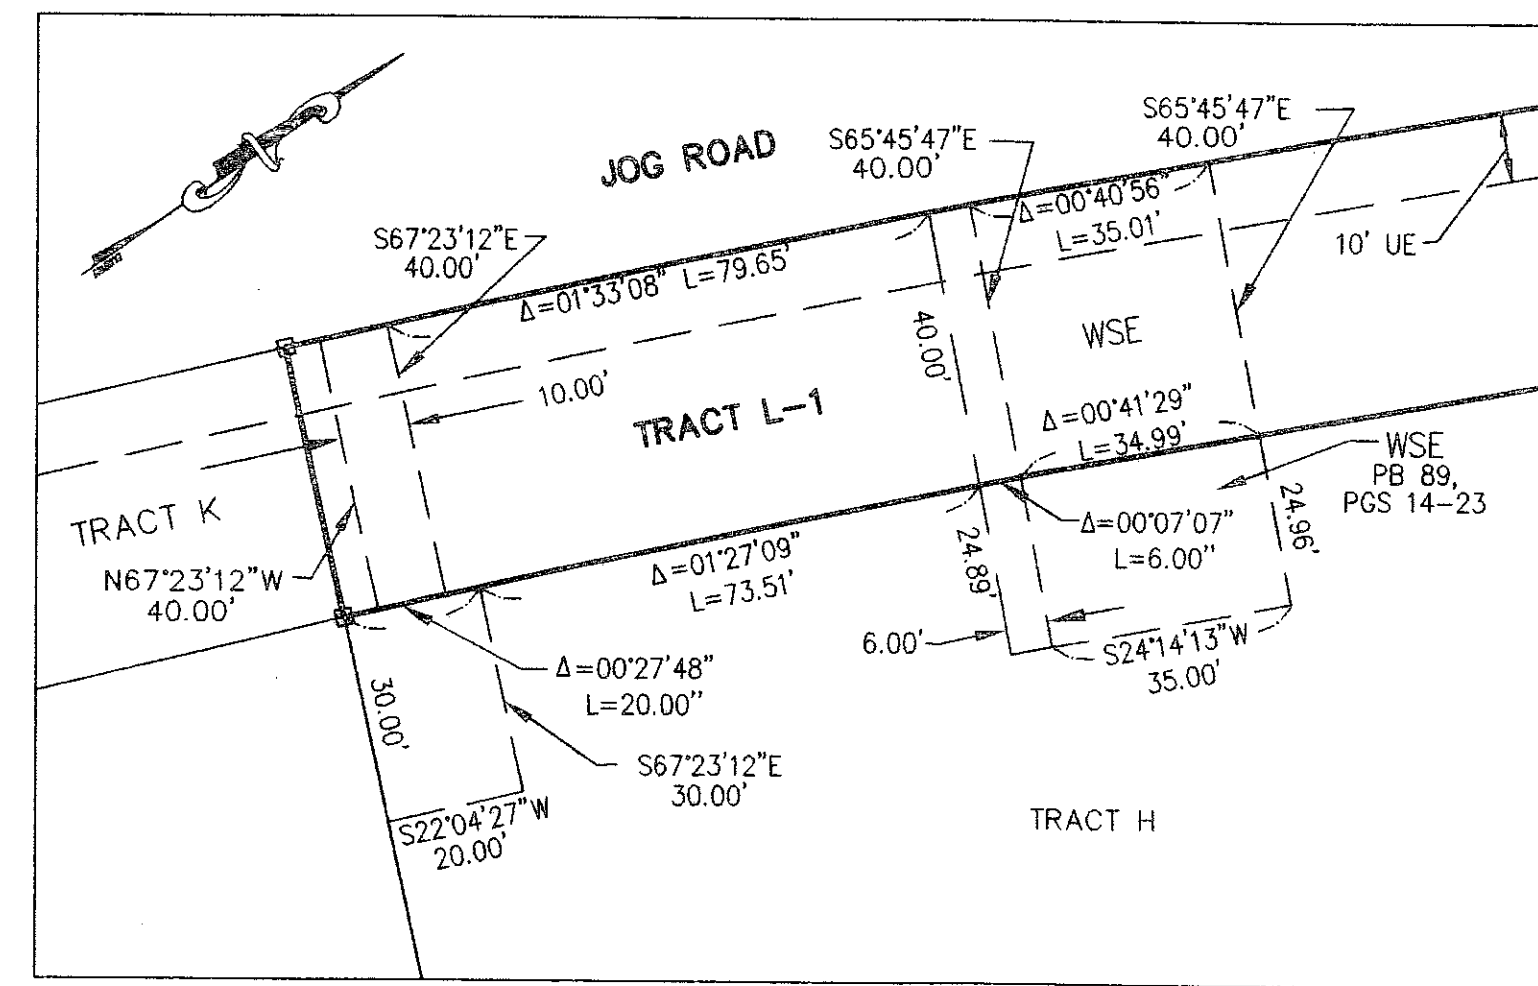 JOG ROAD
S65°45'47"E
40.00'
S65°45'47"E
40.00'
S67°23'12"E
40.00'
Δ=00°40'56"
L=35.01'
10' UE
Δ=01°33'08" L=79.65'
40.00'
WSE
10.00'
TRACT L-1
Δ=00°41'29"
L=34.99'
WSE
PB 89,
PGS 14-23
TRACT K
N67°23'12"W
40.00'
Δ=01°27'09"
L=73.51'
24.89'
Δ=00°07'07"
L=6.00"
24.96'
6.00'
S24°14'13"W
35.00'
Δ=00°27'48"
L=20.00"
30.00'
S67°23'12"E
30.00'
S22°04'27"W
20.00'
TRACT H